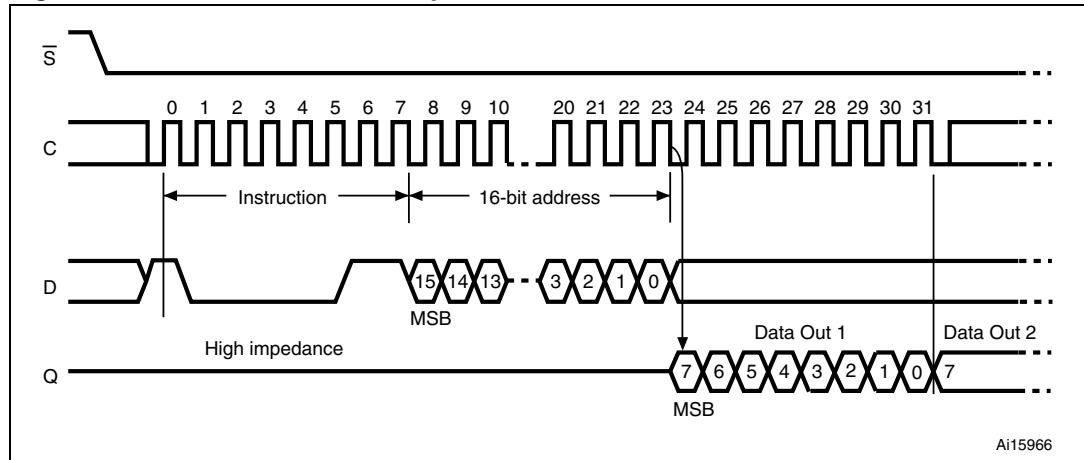 S
0 1 2 3 4 5 6 7 8 9 10 20 21 22 23 24 25 26 27 28 29 30 31
C
Instruction 16-bit address
D
15 14 13 3 2 1 0
MSB
High impedance Data Out 1 Data Out 2
Q
7 6 5 4 3 2 1 0 7
MSB
Ai15966